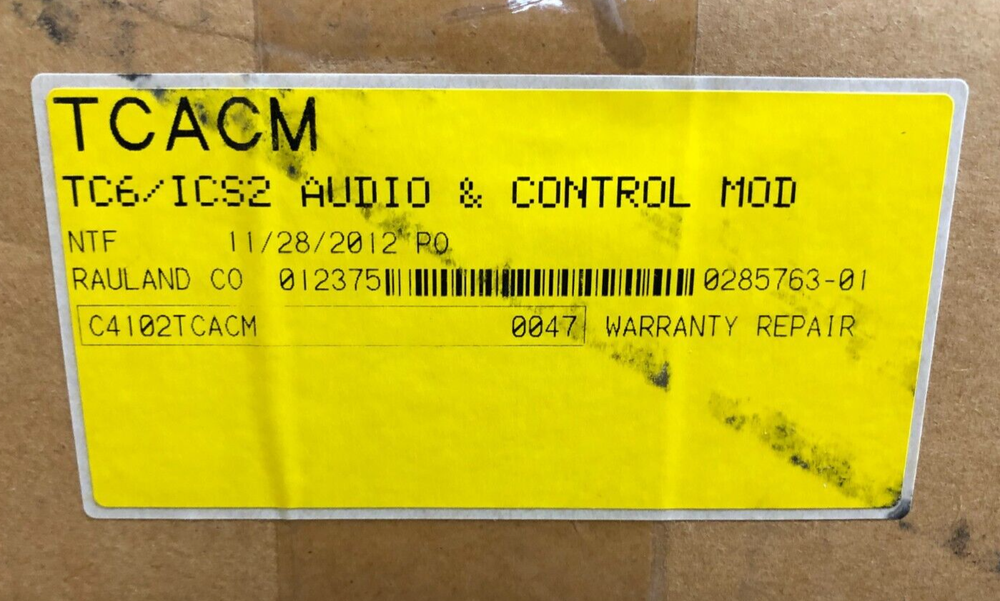 TCACM
TC6/ICS2 AUDIO & CONTROL MOD
NTF 11/28/2012 PO
RAULAND CO 012375 0285763-01
C4102TCACM 0047 WARRANTY REPAIR